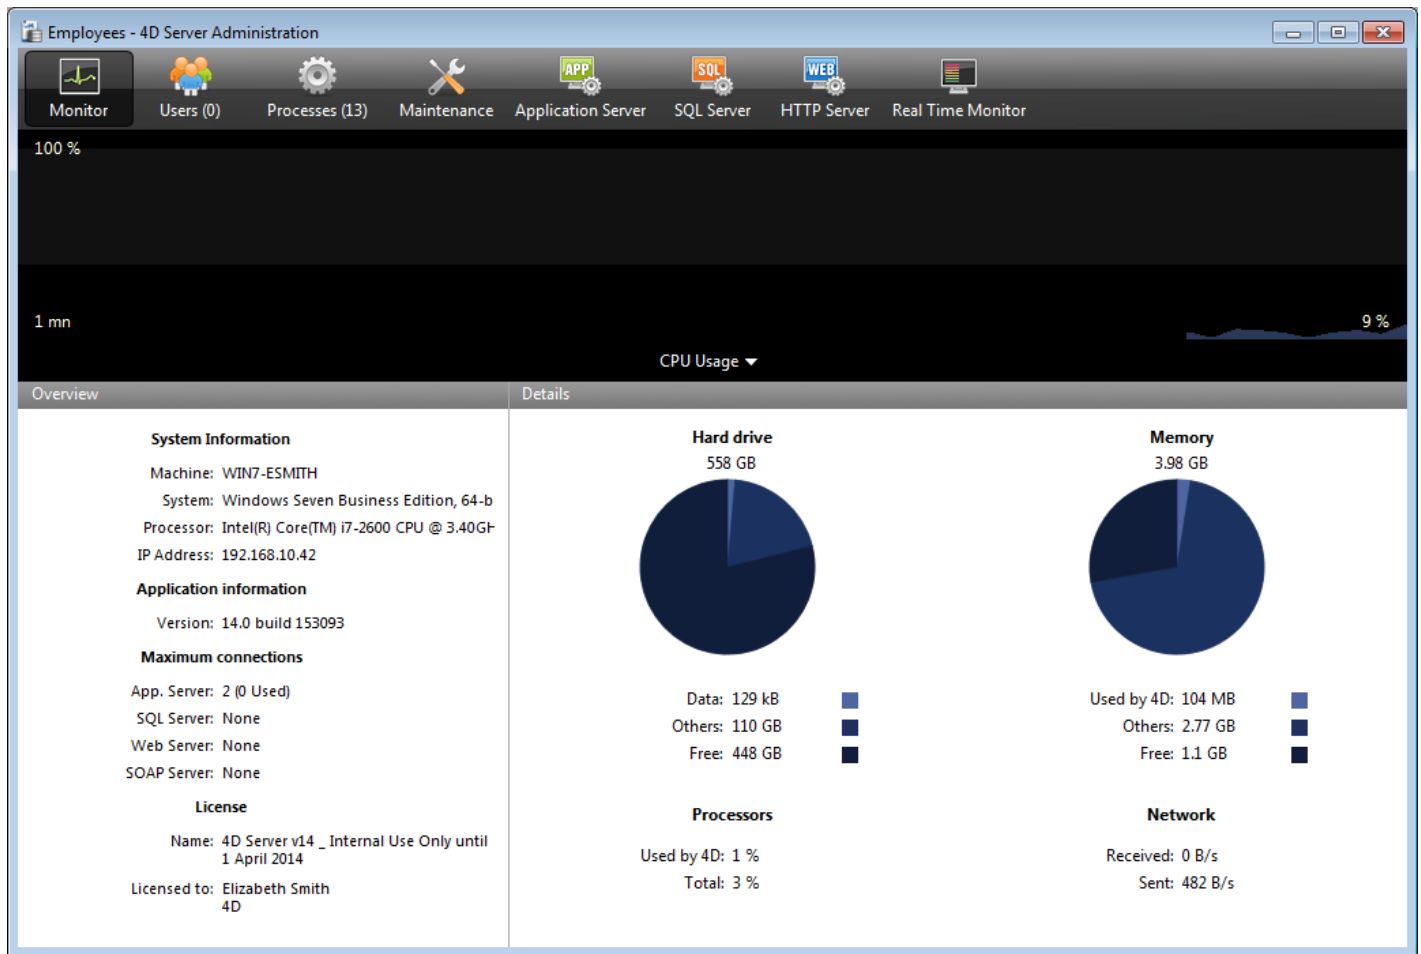 Employees - 4D Server Administration
Monitor
Users (0)
Processes (13)
Maintenance
APP
Application Server
SQL
SQL Server
WEB
HTTP Server
Real Time Monitor
100 %
1 mn
9 %
CPU Usage
Overview
System Information
Machine: WIN7-ESMITH
System: Windows Seven Business Edition, 64-b
Processor: Intel(R) Core(TM) i7-2600 CPU @ 3.40GH
IP Address: 192.168.10.42
Application information
Version: 14.0 build 153093
Maximum connections
App. Server: 2 (0 Used)
SQL Server: None
Web Server: None
SOAP Server: None
License
Name: 4D Server v14 _ Internal Use Only until
1 April 2014
Licensed to: Elizabeth Smith
4D
Details
Hard drive
558 GB
Data: 129 kB
Others: 110 GB
Free: 448 GB
Memory
3.98 GB
Used by 4D: 104 MB
Others: 2.77 GB
Free: 1.1 GB
Processors
Used by 4D: 1 %
Total: 3 %
Network
Received: 0 B/s
Sent: 482 B/s